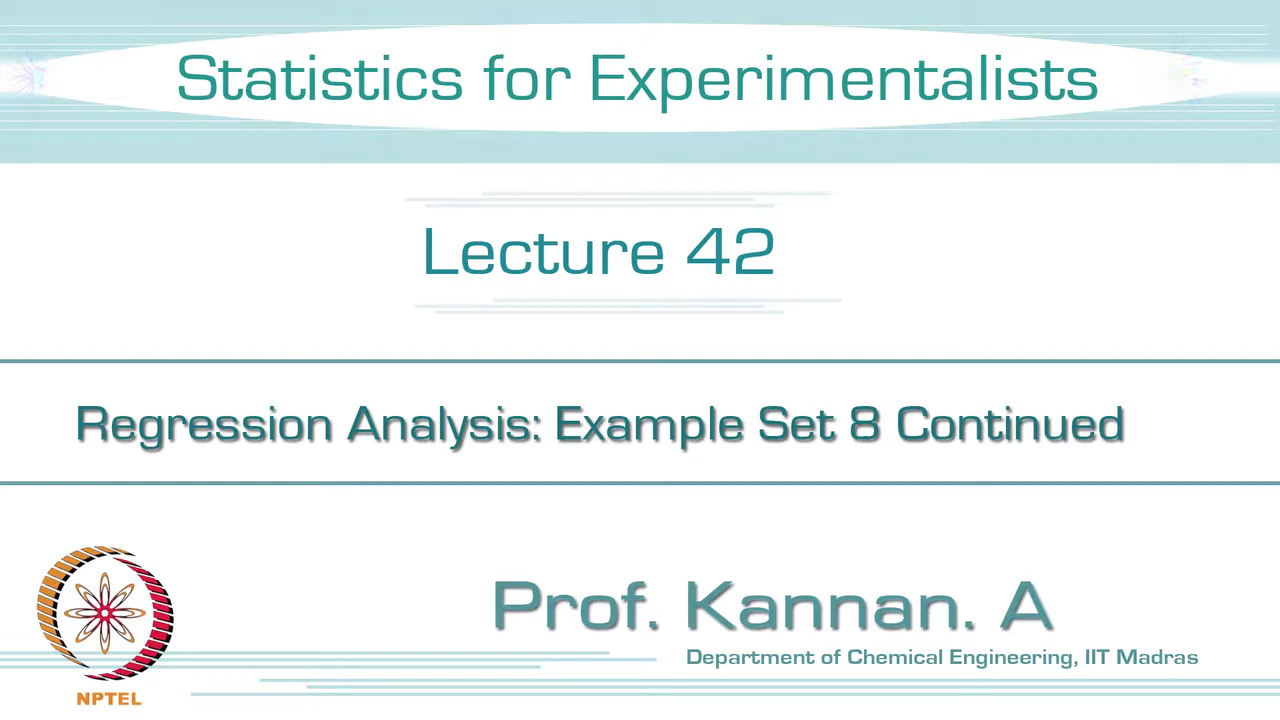 Statistics for Experimentalists
Lecture 42
Regression Analysis: Example Set 8 Continued
Prof. Kannan. A
Department of Chemical Engineering, IIT Madras
NPTEL